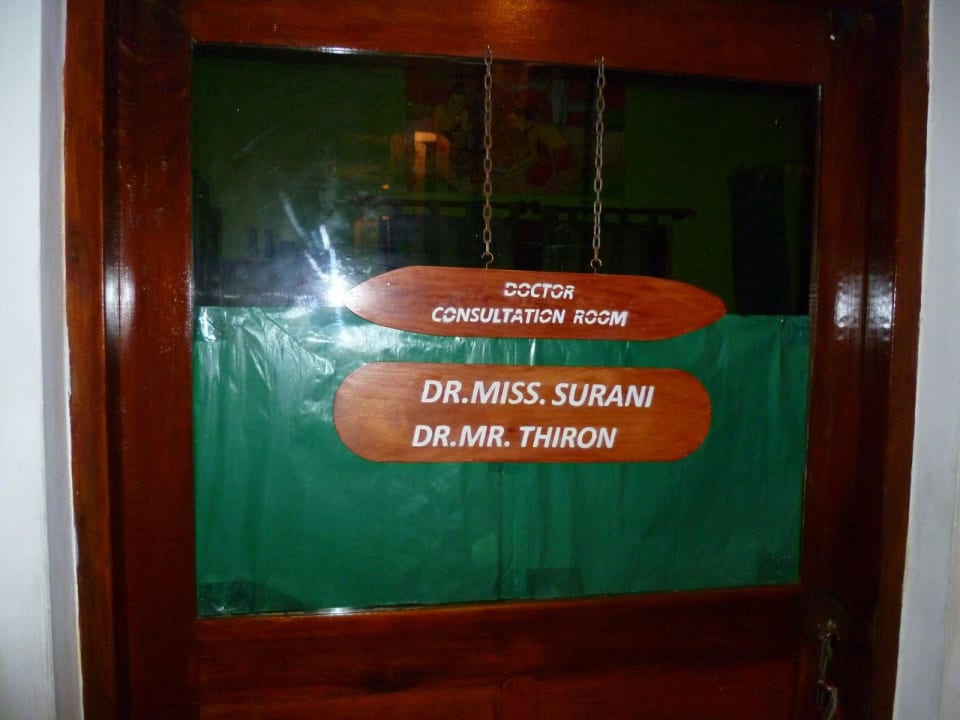 DOCTOR
CONSULTATION ROOM
DR.MISS. SURANI
DR.MR. THIRON